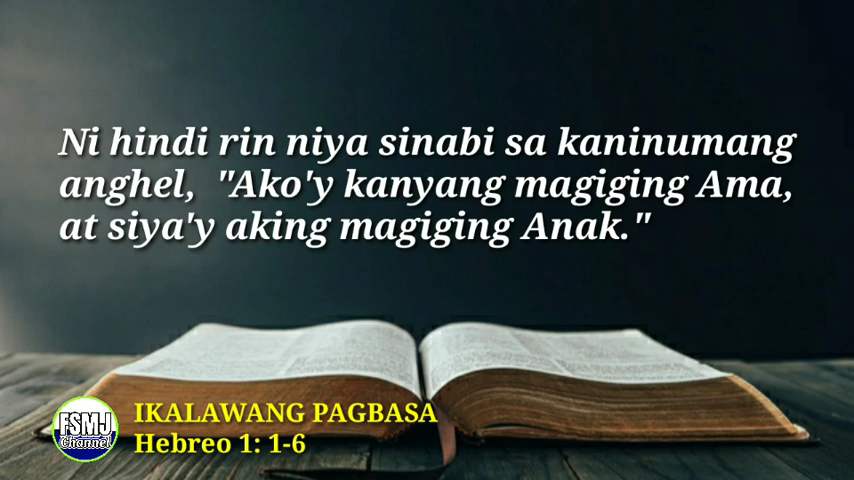 Ni hindi rin niya sinabi sa kaninumang
anghel,  "Ako'y kanyang magiging Ama,
at siya'y aking magiging Anak."
FSMJ
Channel
IKALAWANG PAGBASA
Hebreo 1: 1-6